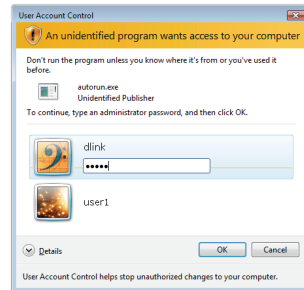 User Account Control
An unidentified program wants access to your computer
Don't run the program unless you know where it's from or you've used it
before.
autorun.exe
Unidentified Publisher
To continue, type an administrator password, and then click OK.
dlink
•••••
user1
Details
OK Cancel
User Account Control helps stop unauthorized changes to your computer.